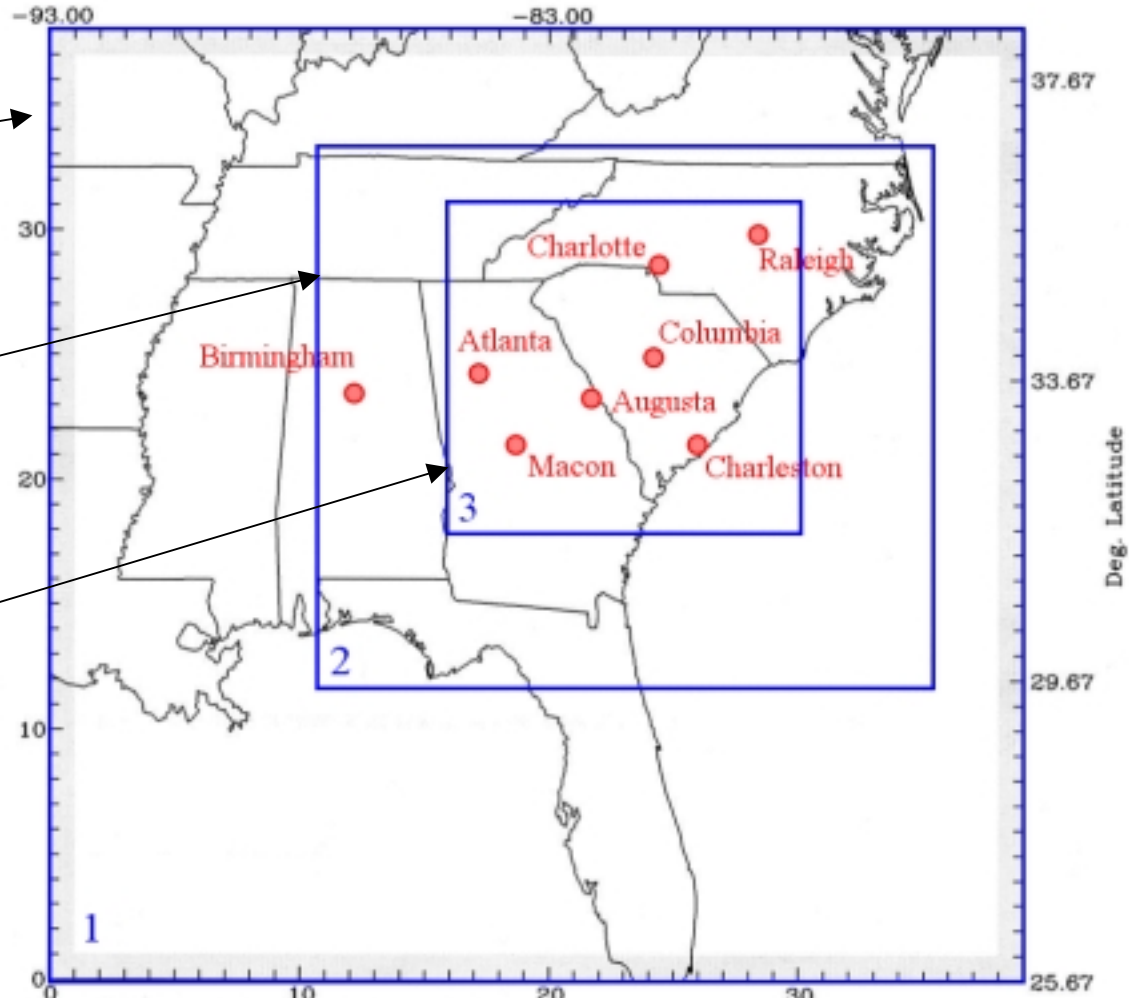 -93.00
-83.00
37.67
30
Charlotte
Raleigh
Columbia
Atlanta
Birmingham
33.67
Augusta
Macon
Charleston
20
3
Deg. Latitude
2
29.67
10
1
0
25.67
0
10
20
30